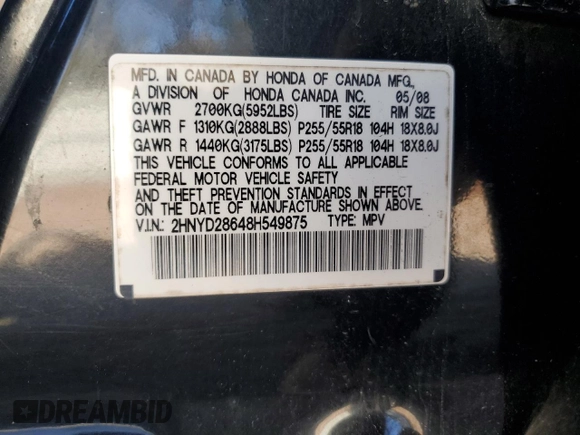 MFD. IN CANADA BY HONDA OF CANADA MFG.,
A DIVISION OF HONDA CANADA INC. 05/08
GVWR 2700KG(5952LBS) TIRE SIZE RIM SIZE
GAWR F 1310KG(2888LBS) P255/55R18 104H 18X8.0J
GAWR R 1440KG(3175LBS) P255/55R18 104H 18X8.0J
THIS VEHICLE CONFORMS TO ALL APPLICABLE
FEDERAL MOTOR VEHICLE SAFETY
AND THEFT PREVENTION STANDARDS IN EFFECT
ON THE DATE OF MANUFACTURE SHOWN ABOVE.
V.I.N.: 2HNYD28648H549875 TYPE: MPV
DREAMBID